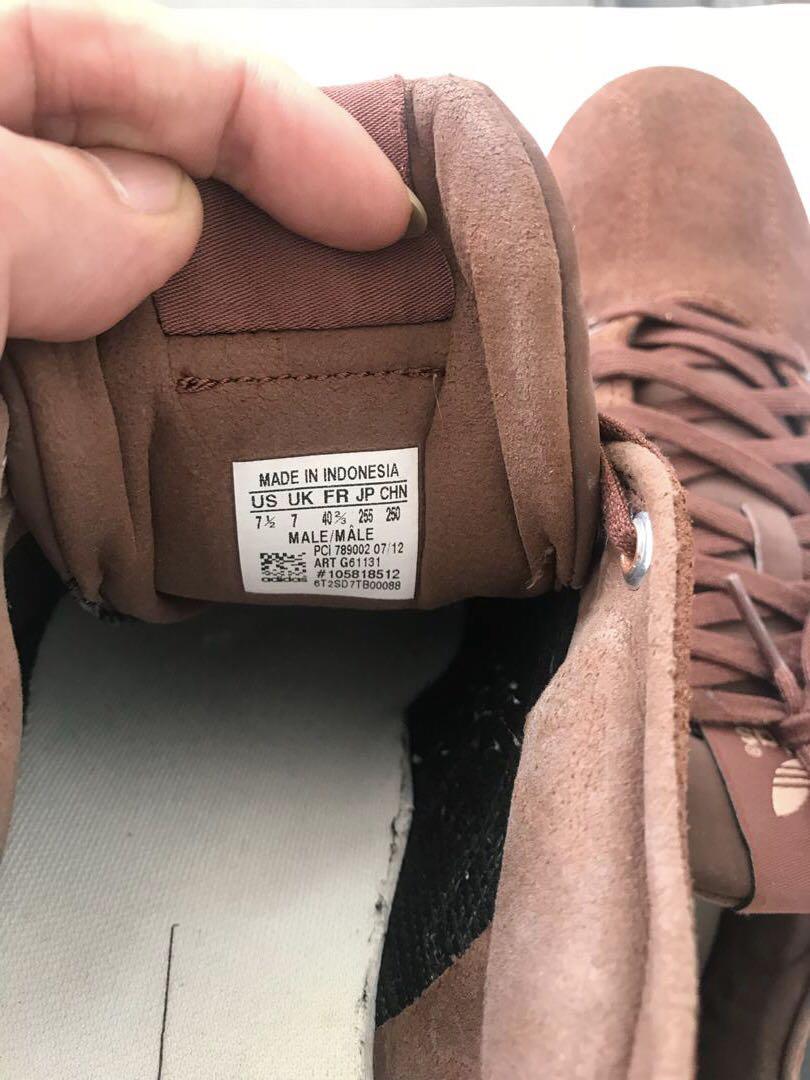 MADE IN INDONESIA
US UK FR JP CHN
7½ 7 40⅔ 255 250
MALE/MÂLE
PCI 789002 07/12
ART G61131
#105818512
adidas
6T2SD7TB00088